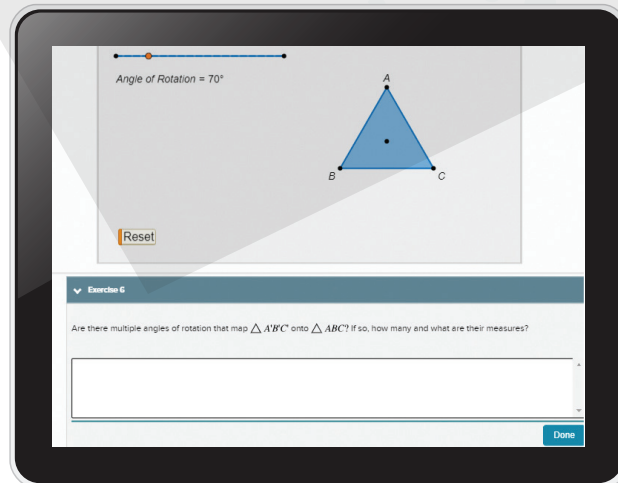 Angle of Rotation = 70°
A
B
C
Reset
Exercise 6
Are there multiple angles of rotation that map △ A'B'C' onto △ ABC? If so, how many and what are their measures?
Done